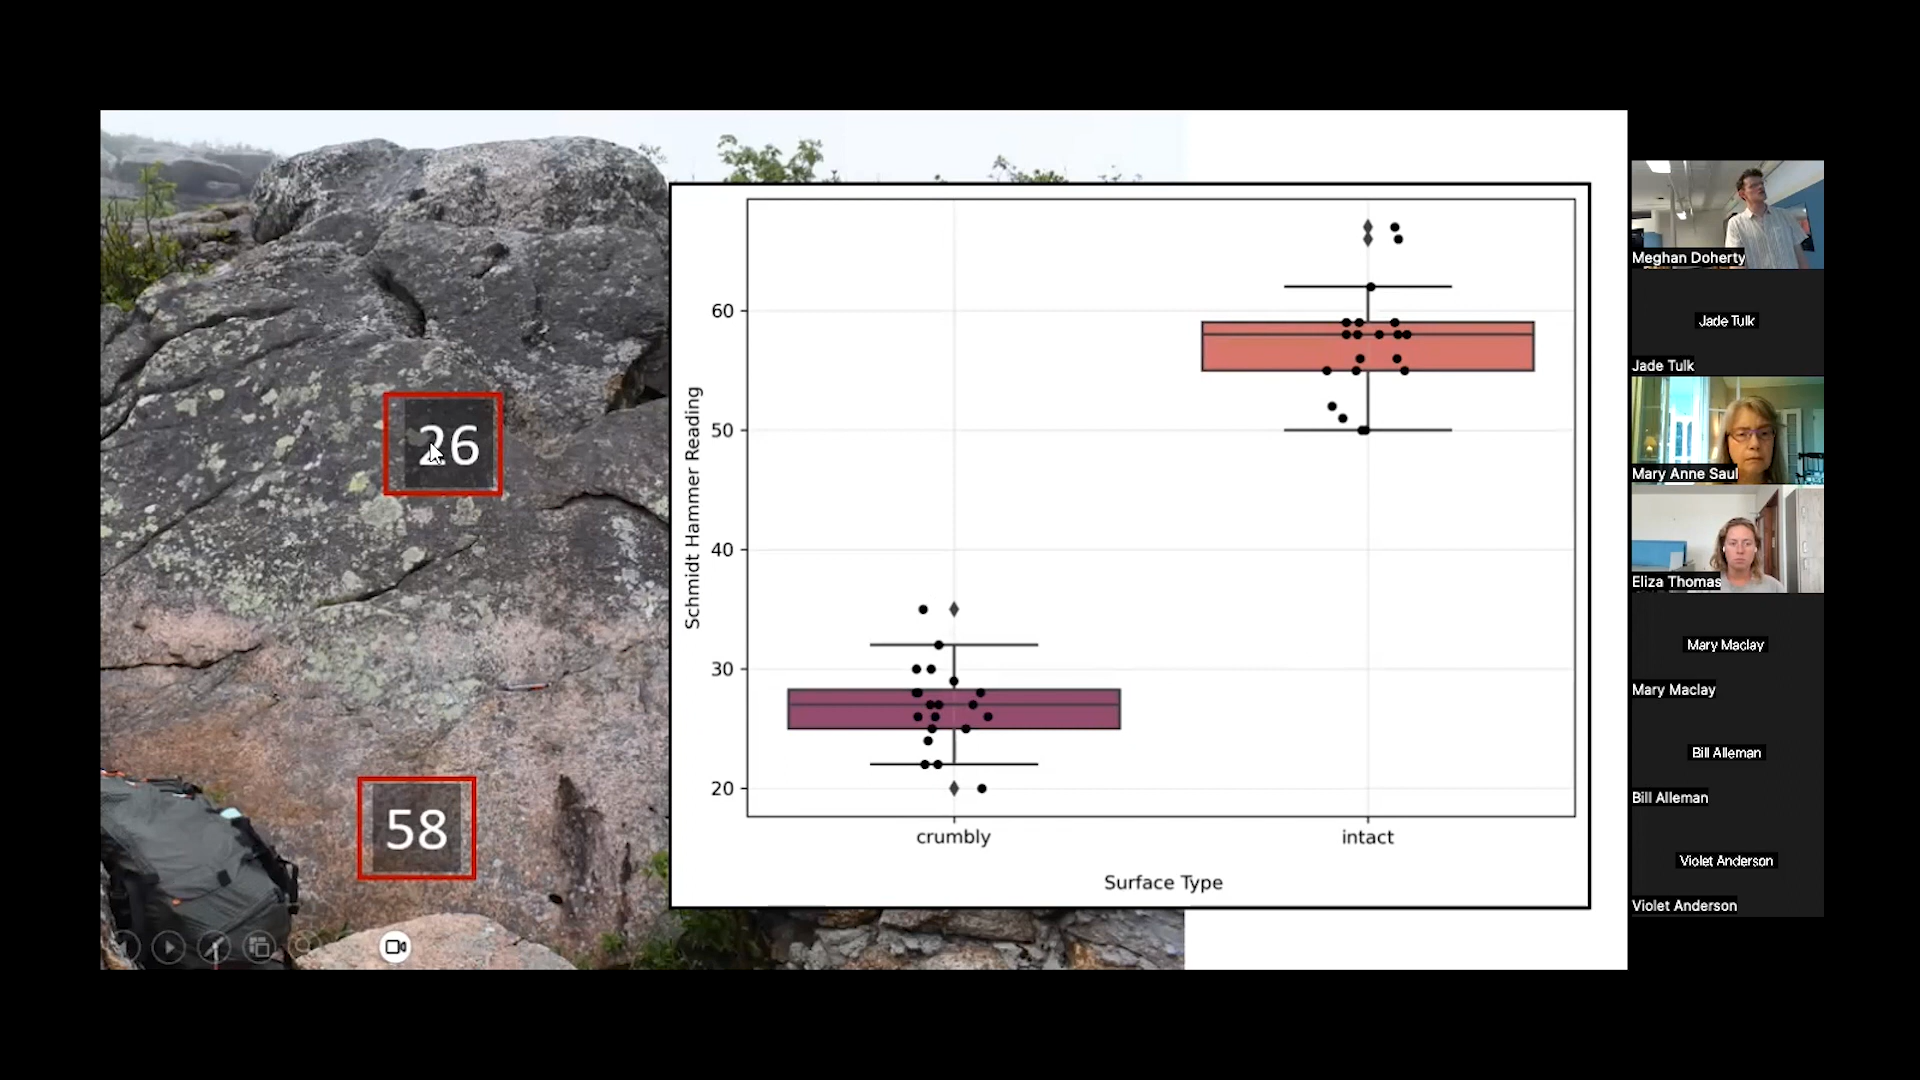 26
58
60
50
40
30
20
Schmidt Hammer Reading
crumbly
intact
Surface Type
Meghan Doherty
Jade Tulk
Jade Tulk
Mary Anne Saul
Eliza Thomas
Mary Maclay
Mary Maclay
Bill Alleman
Bill Alleman
Violet Anderson
Violet Anderson